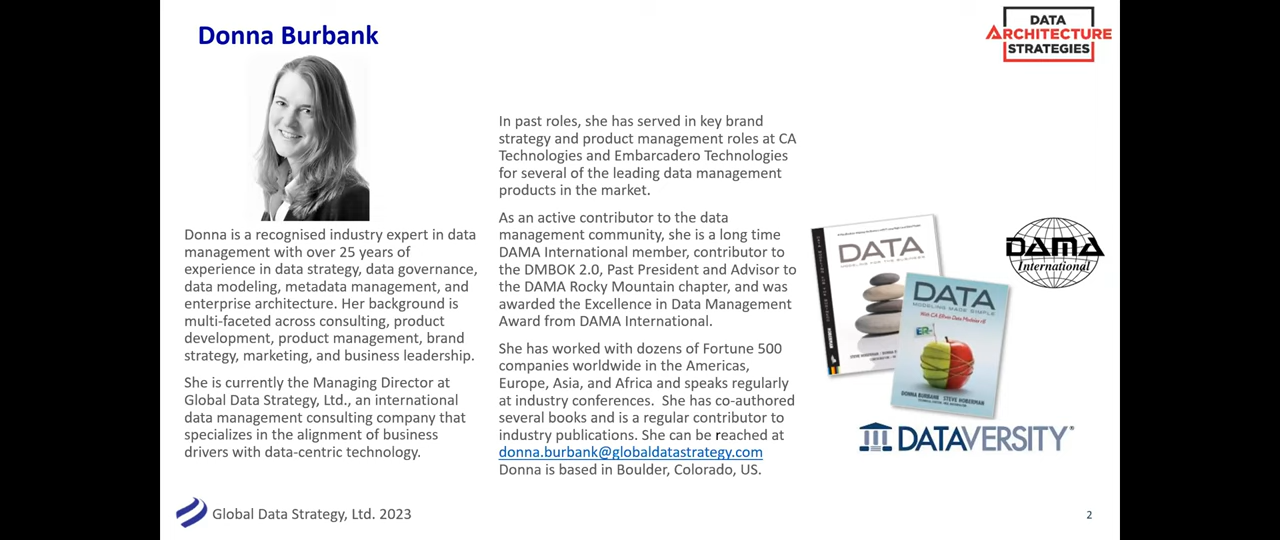 Donna Burbank
DATA
ARCHITECTURE
STRATEGIES
Donna is a recognised industry expert in data
management with over 25 years of
experience in data strategy, data governance,
data modeling, metadata management, and
enterprise architecture. Her background is
multi-faceted across consulting, product
development, product management, brand
strategy, marketing, and business leadership.
She is currently the Managing Director at
Global Data Strategy, Ltd., an international
data management consulting company that
specializes in the alignment of business
drivers with data-centric technology.
In past roles, she has served in key brand
strategy and product management roles at CA
Technologies and Embarcadero Technologies
for several of the leading data management
products in the market.
As an active contributor to the data
management community, she is a long time
DAMA International member, contributor to
the DMBOK 2.0, Past President and Advisor to
the DAMA Rocky Mountain chapter, and was
awarded the Excellence in Data Management
Award from DAMA International.
She has worked with dozens of Fortune 500
companies worldwide in the Americas,
Europe, Asia, and Africa and speaks regularly
at industry conferences. She has co-authored
several books and is a regular contributor to
industry publications. She can be reached at
donna.burbank@globaldatastrategy.com
Donna is based in Boulder, Colorado, US.
DATA
MODELING FOR THE BUSINESS
DATA
MODELING MADE SIMPLE
DONNA BURBANK STEVE HOBERMAN
DAMA
International
DATAVERSITY
Global Data Strategy, Ltd. 2023
2